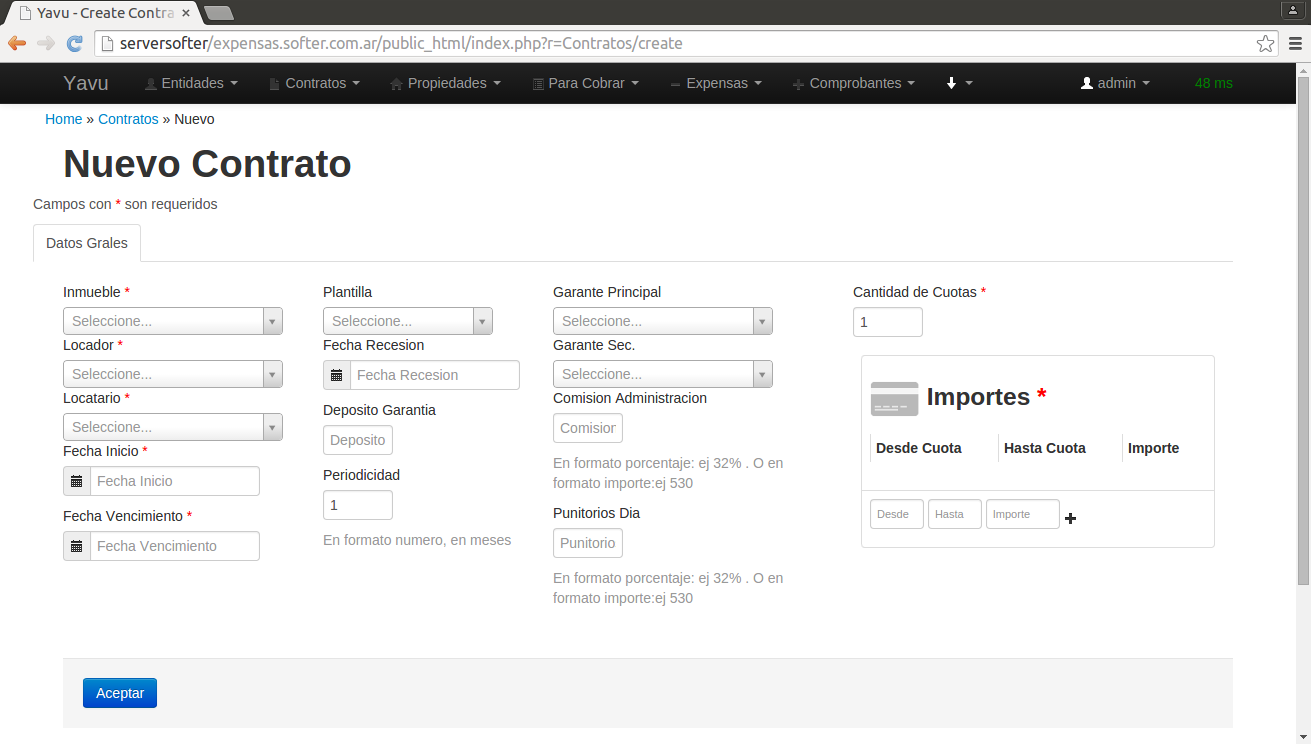 Yavu - Create Contra
serversofter/expensas.softer.com.ar/public_html/index.php?r=Contratos/create
Yavu Entidades Contratos Propiedades Para Cobrar Expensas Comprobantes admin 48 ms
Home » Contratos » Nuevo
Nuevo Contrato
Campos con * son requeridos
Datos Grales
Inmueble *
Seleccione...
Locador *
Seleccione...
Locatario *
Seleccione...
Fecha Inicio *
Fecha Inicio
Fecha Vencimiento *
Fecha Vencimiento
Plantilla
Seleccione...
Fecha Recesion
Fecha Recesion
Deposito Garantia
Deposito
Periodicidad
1
En formato numero, en meses
Garante Principal
Seleccione...
Garante Sec.
Seleccione...
Comision Administracion
Comision
En formato porcentaje: ej 32% . O en
formato importe:ej 530
Punitorios Dia
Punitorio
En formato porcentaje: ej 32% . O en
formato importe:ej 530
Cantidad de Cuotas *
1
Importes *
Desde Cuota Hasta Cuota Importe
Desde Hasta Importe
Aceptar